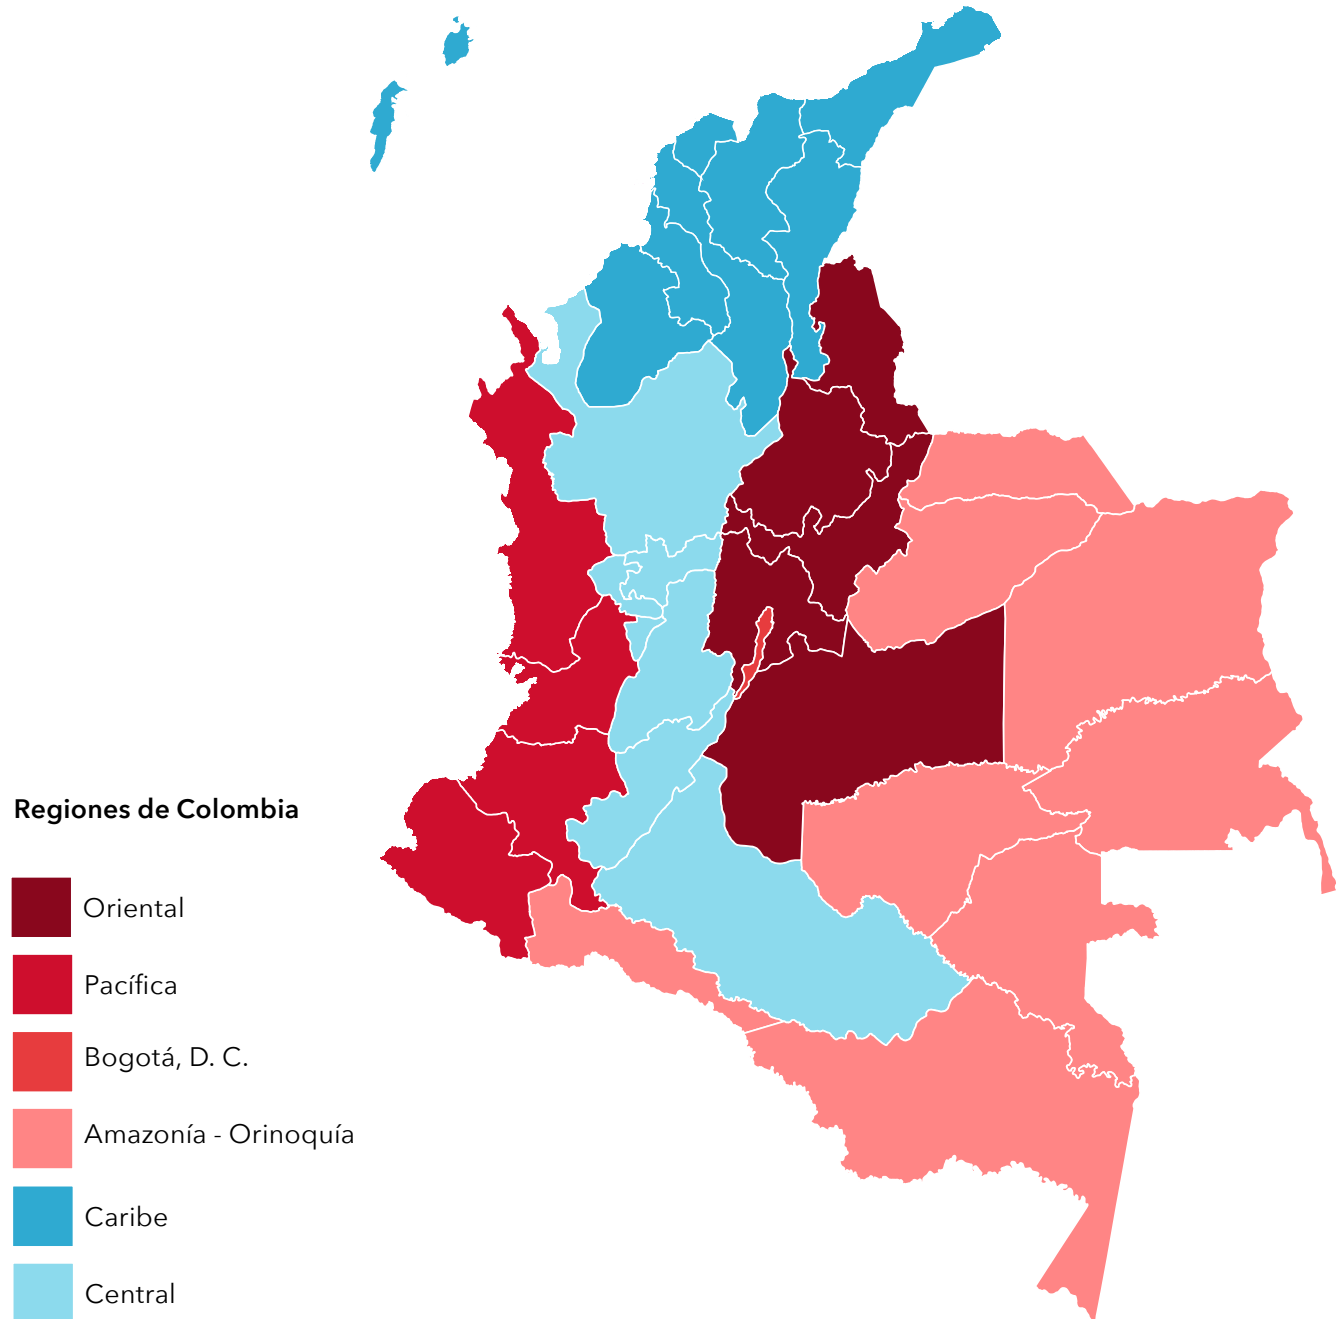 Regiones de Colombia
Oriental
Pacífica
Bogotá, D. C.
Amazonía - Orinoquía
Caribe
Central